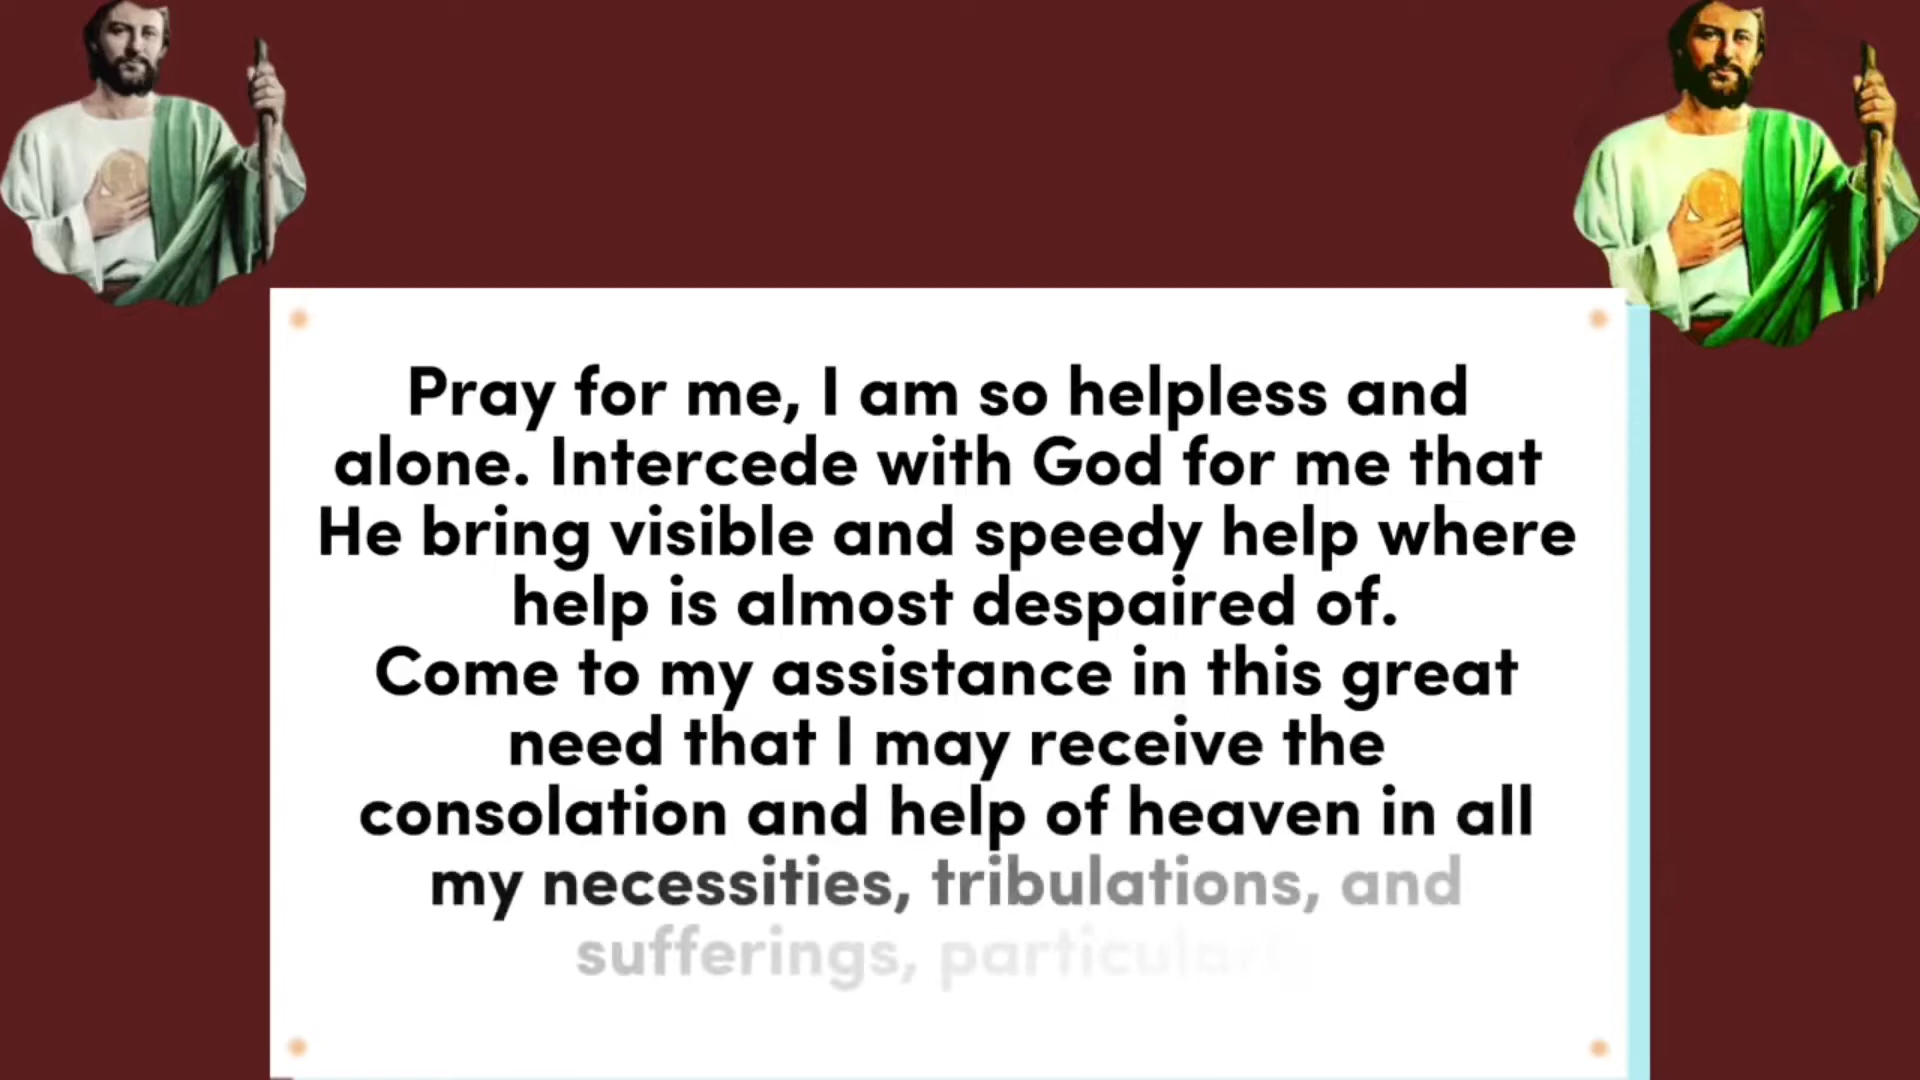 Pray for me, I am so helpless and
alone. Intercede with God for me that
He bring visible and speedy help where
help is almost despaired of.
Come to my assistance in this great
need that I may receive the
consolation and help of heaven in all
my necessities, tribulations, and
sufferings, particularly